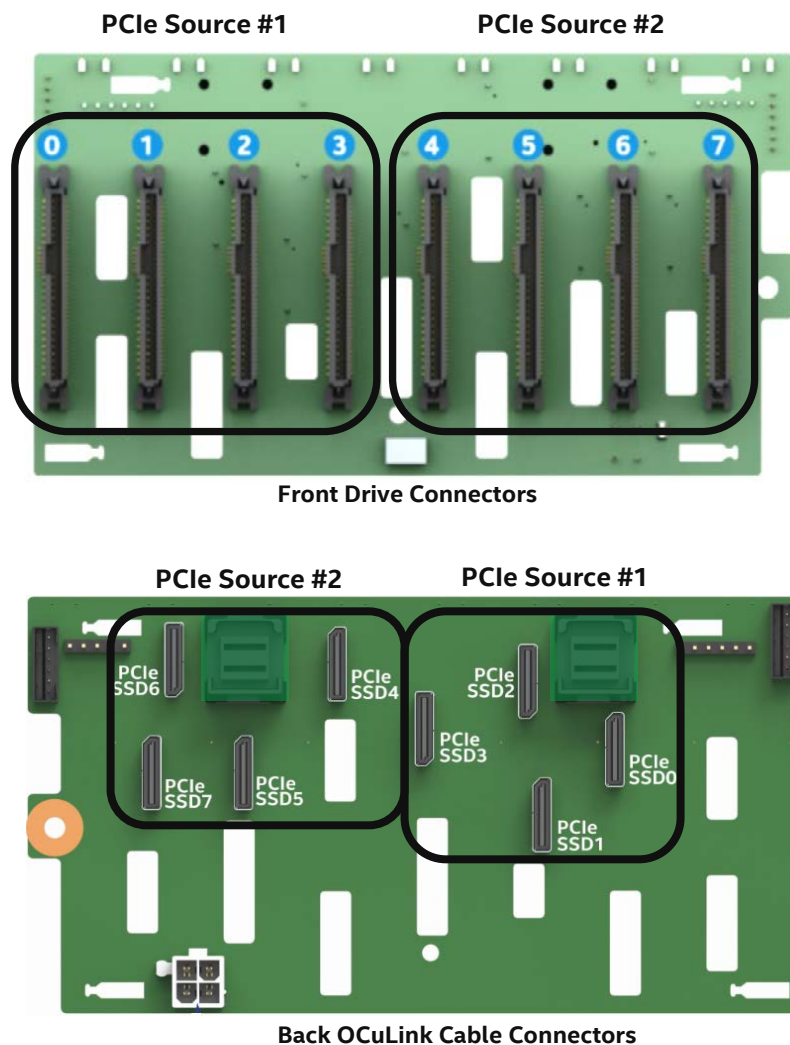 PCIe Source #1
PCIe Source #2
0 1 2 3 4 5 6 7
Front Drive Connectors
PCIe Source #2
PCIe Source #1
PCIe
SSD6
PCIe
SSD4
PCIe
SSD2
PCIe
SSD3
PCIe
SSD0
PCIe
SSD7
PCIe
SSD5
PCIe
SSD1
Back OCuLink Cable Connectors